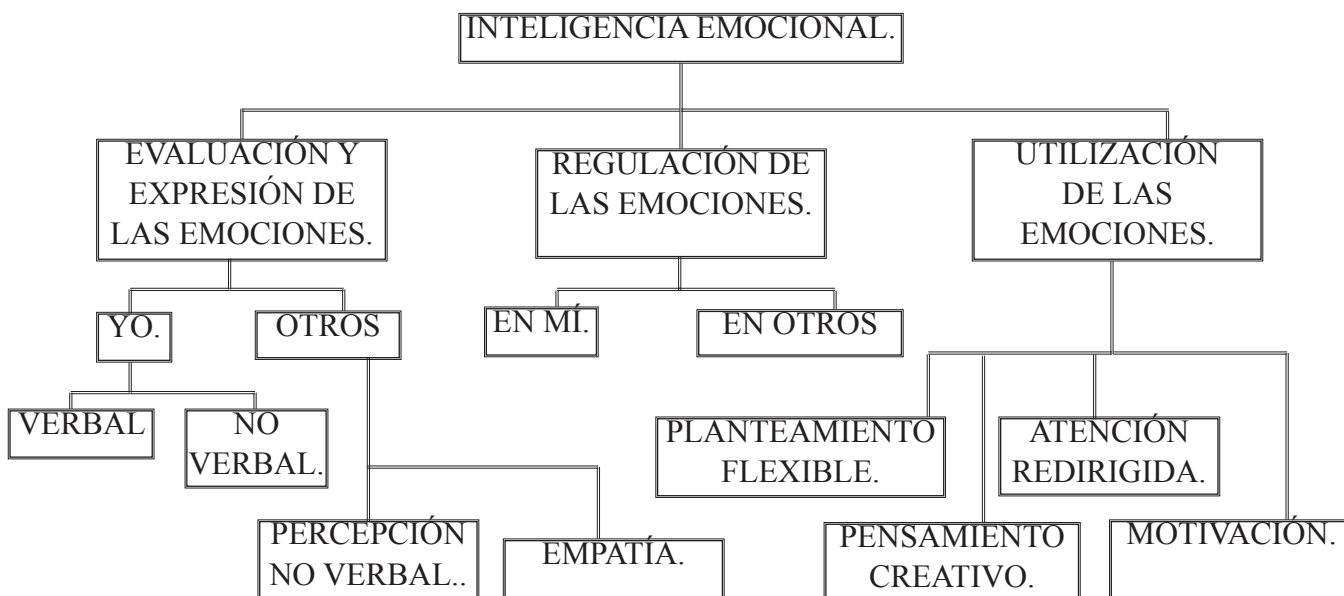 INTELIGENCIA EMOCIONAL.
EVALUACIÓN Y
EXPRESIÓN DE
LAS EMOCIONES.
REGULACIÓN DE
LAS EMOCIONES.
UTILIZACIÓN
DE LAS
EMOCIONES.
YO.
OTROS
EN MÍ.
EN OTROS
VERBAL
NO
VERBAL.
PLANTEAMIENTO
FLEXIBLE.
ATENCIÓN
REDIRIGIDA.
PERCEPCIÓN
NO VERBAL..
EMPATÍA.
PENSAMIENTO
CREATIVO.
MOTIVACIÓN.